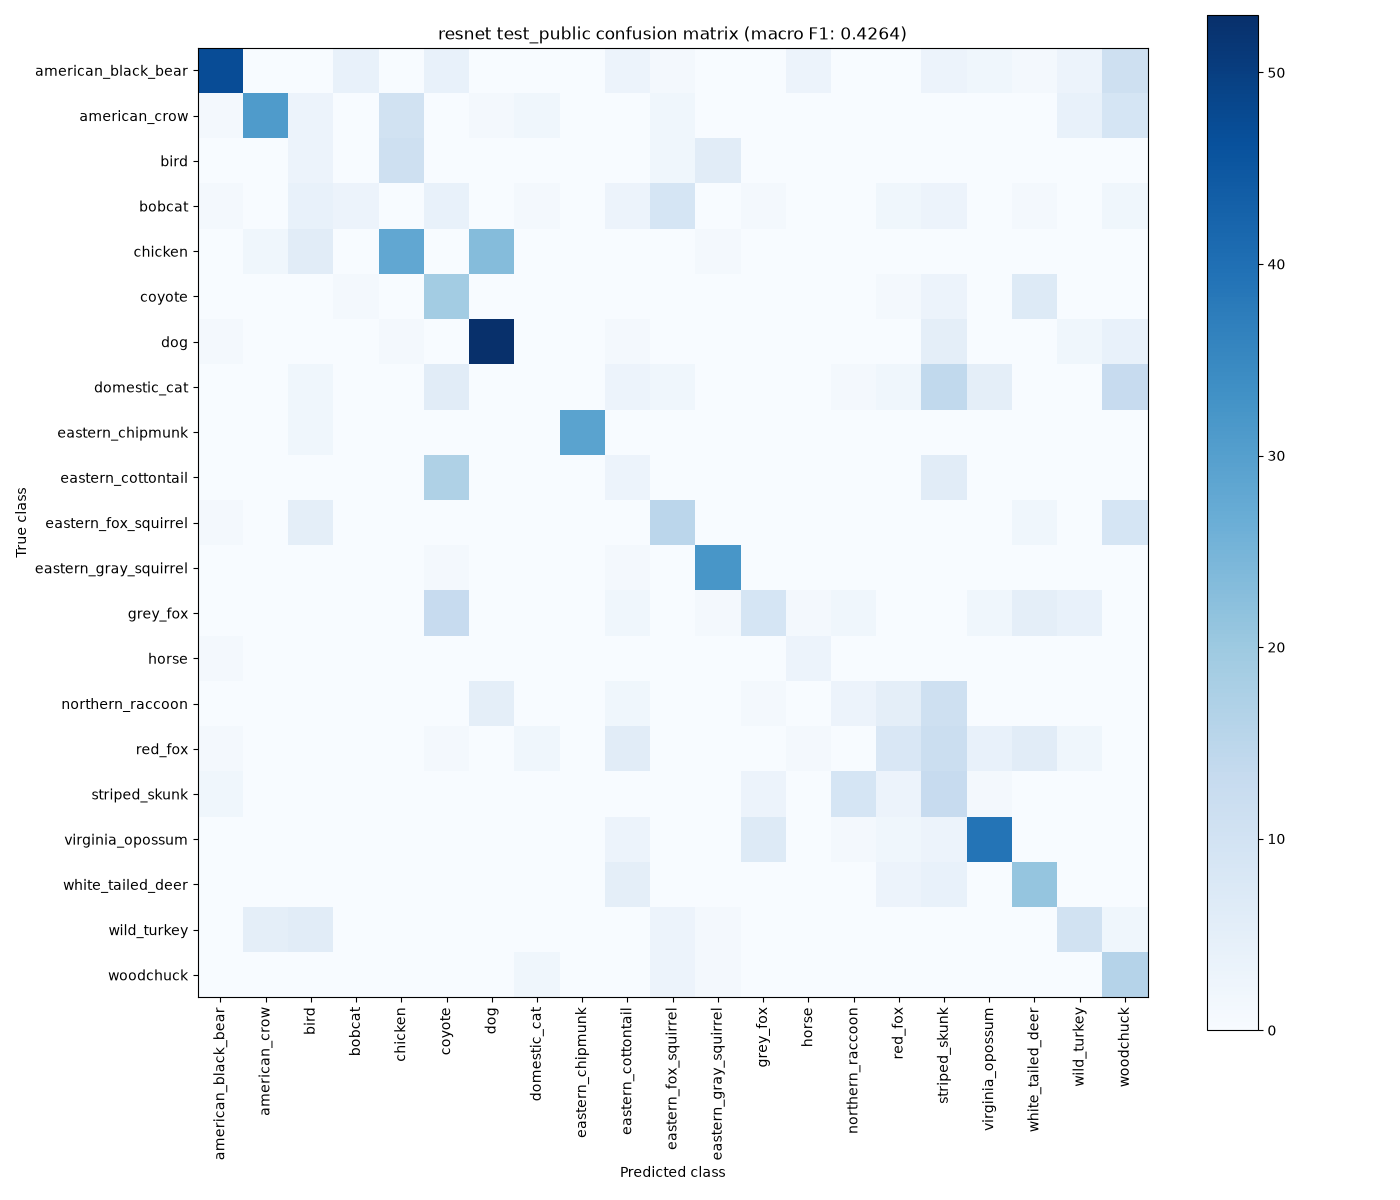 resnet test_public confusion matrix (macro F1: 0.4264)
american_black_bear
american_crow
bird
bobcat
chicken
coyote
dog
domestic_cat
eastern_chipmunk
eastern_cottontail
eastern_fox_squirrel
eastern_gray_squirrel
grey_fox
horse
northern_raccoon
red_fox
striped_skunk
virginia_opossum
white_tailed_deer
wild_turkey
woodchuck
True class
american_black_bear
american_crow
bird
bobcat
chicken
coyote
dog
domestic_cat
eastern_chipmunk
eastern_cottontail
eastern_fox_squirrel
eastern_gray_squirrel
grey_fox
horse
northern_raccoon
red_fox
striped_skunk
virginia_opossum
white_tailed_deer
wild_turkey
woodchuck
Predicted class
50
40
30
20
10
0